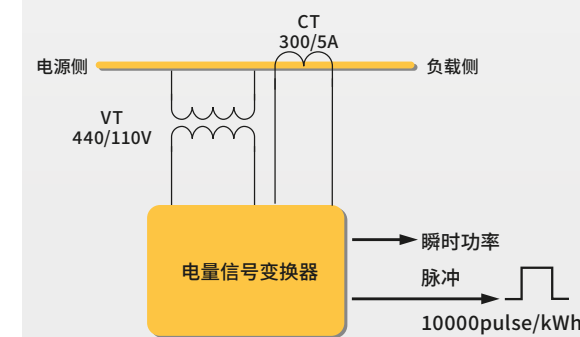 CT
300/5A
电源侧
负载侧
VT
440/110V
电量信号变换器
瞬时功率
脉冲
10000pulse/kWh